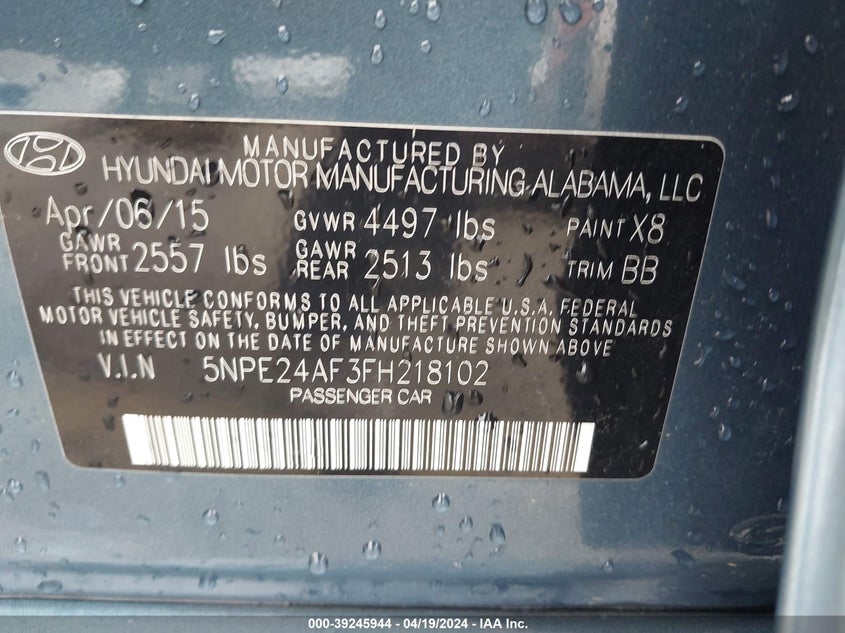 MANUFACTURED BY
HYUNDAI MOTOR MANUFACTURING ALABAMA, LLC
Apr/06/15 GVWR 4497 lbs PAINT X8
GAWR FRONT 2557 lbs GAWR REAR 2513 lbs TRIM BB
THIS VEHICLE CONFORMS TO ALL APPLICABLE U.S.A. FEDERAL
MOTOR VEHICLE SAFETY, BUMPER, AND THEFT PREVENTION STANDARDS
IN EFFECT ON THE DATE OF MANUFACTURE SHOWN ABOVE
V.I.N 5NPE24AF3FH218102
PASSENGER CAR
000-39245944 - 04/19/2024 - IAA Inc.